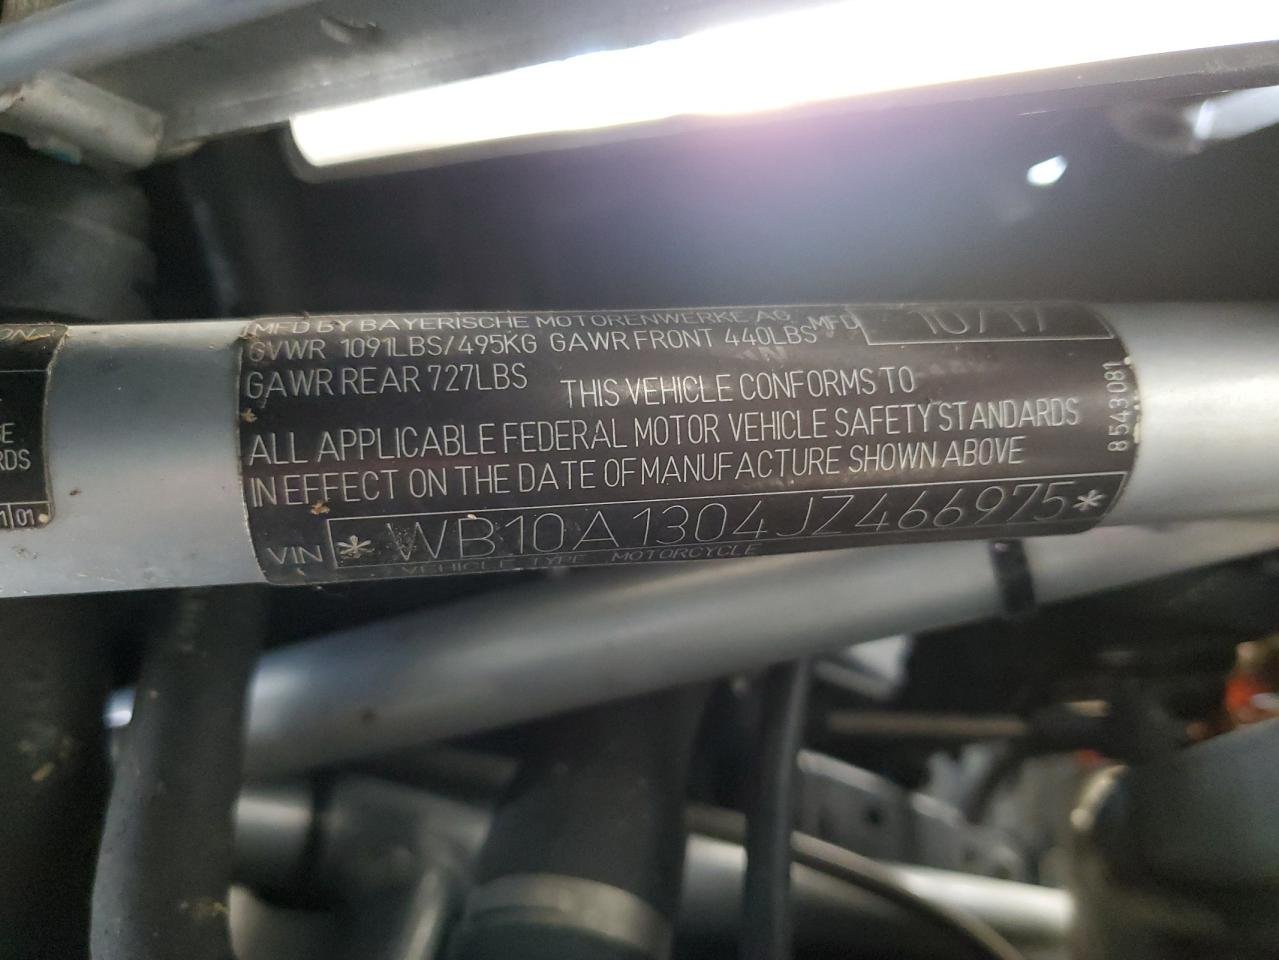 MFD BY BAYERISCHE MOTORENWERKE AG
MFD 10/17
GVWR 1091LBS/495KG GAWR FRONT 440LBS
GAWR REAR 727LBS
THIS VEHICLE CONFORMS TO
ALL APPLICABLE FEDERAL MOTOR VEHICLE SAFETY STANDARDS
IN EFFECT ON THE DATE OF MANUFACTURE SHOWN ABOVE
VIN *WB10A1304JZ466975*
VEHICLE TYPE MOTORCYCLE
8543081
01